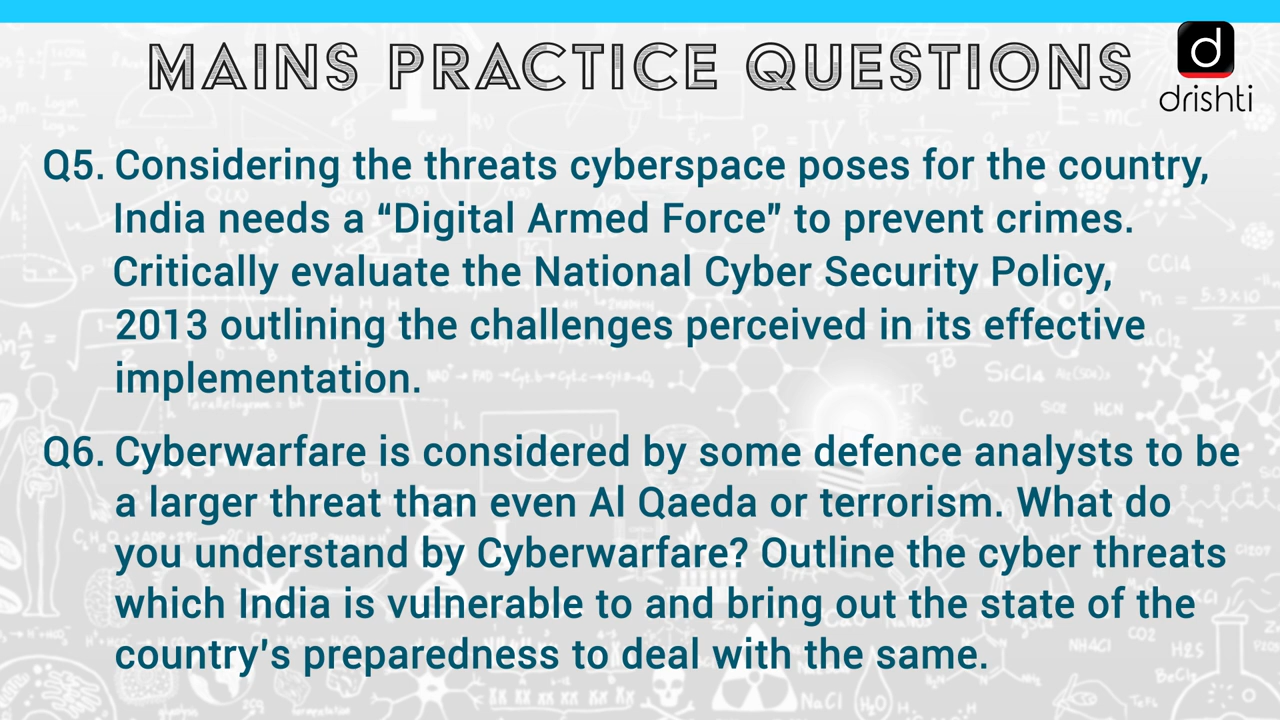 MAINS PRACTICE QUESTIONS
d
drishti
Q5. Considering the threats cyberspace poses for the country,
India needs a “Digital Armed Force” to prevent crimes.
Critically evaluate the National Cyber Security Policy,
2013 outlining the challenges perceived in its effective
implementation.
Q6. Cyberwarfare is considered by some defence analysts to be
a larger threat than even Al Qaeda or terrorism. What do
you understand by Cyberwarfare? Outline the cyber threats
which India is vulnerable to and bring out the state of the
country’s preparedness to deal with the same.